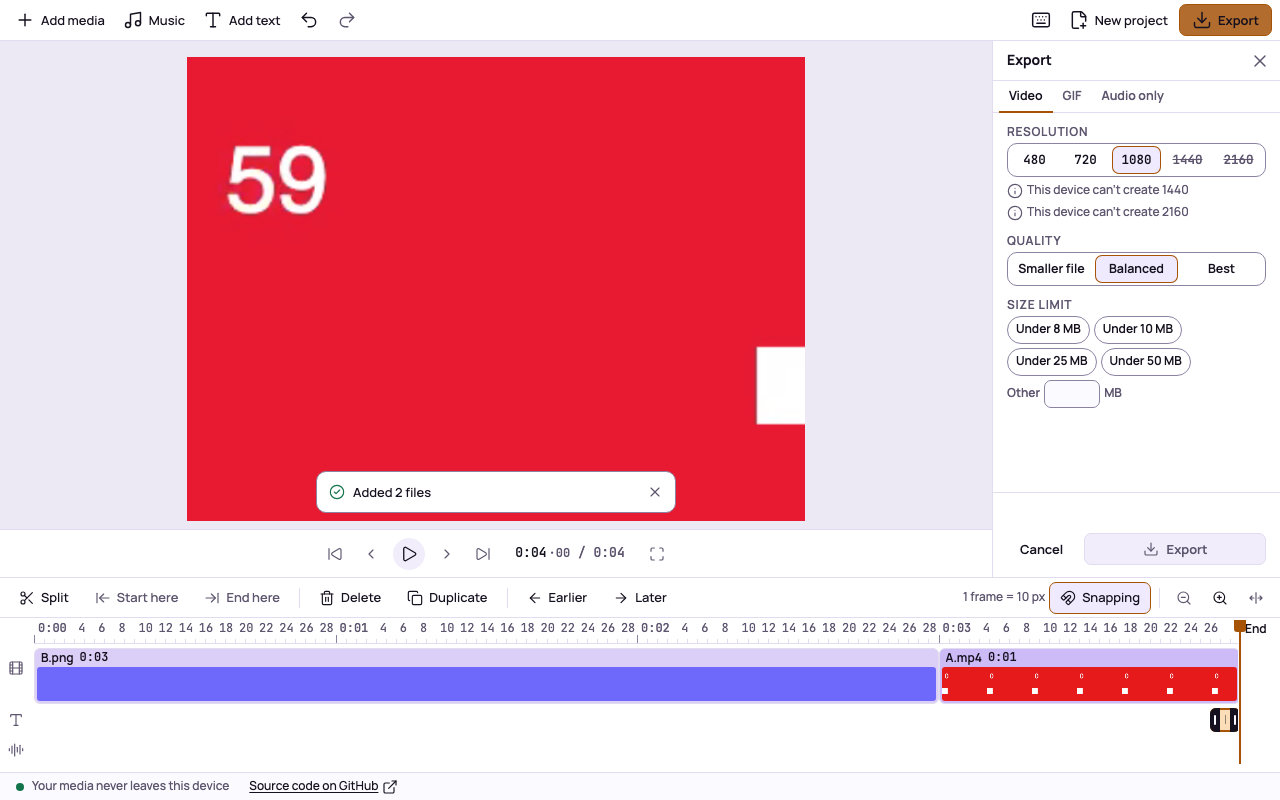 Add media Music Add text New project Export
Export
Video GIF Audio only
RESOLUTION
480 720 1080 1440 2160
This device can't create 1440
This device can't create 2160
QUALITY
Smaller file Balanced Best
SIZE LIMIT
Under 8 MB Under 10 MB
Under 25 MB Under 50 MB
Other MB
Cancel Export
59
Added 2 files
0:04·00 / 0:04
Split Start here End here Delete Duplicate Earlier Later 1 frame = 10 px Snapping
0:00 4 6 8 10 12 14 16 18 20 22 24 26 28 0:01 4 6 8 10 12 14 16 18 20 22 24 26 28 0:02 4 6 8 10 12 14 16 18 20 22 24 26 28 0:03 4 6 8 10 12 14 16 18 20 22 24 26 End
B.png 0:03 A.mp4 0:01
0 0 0 0 0 0 0
Your media never leaves this device Source code on GitHub